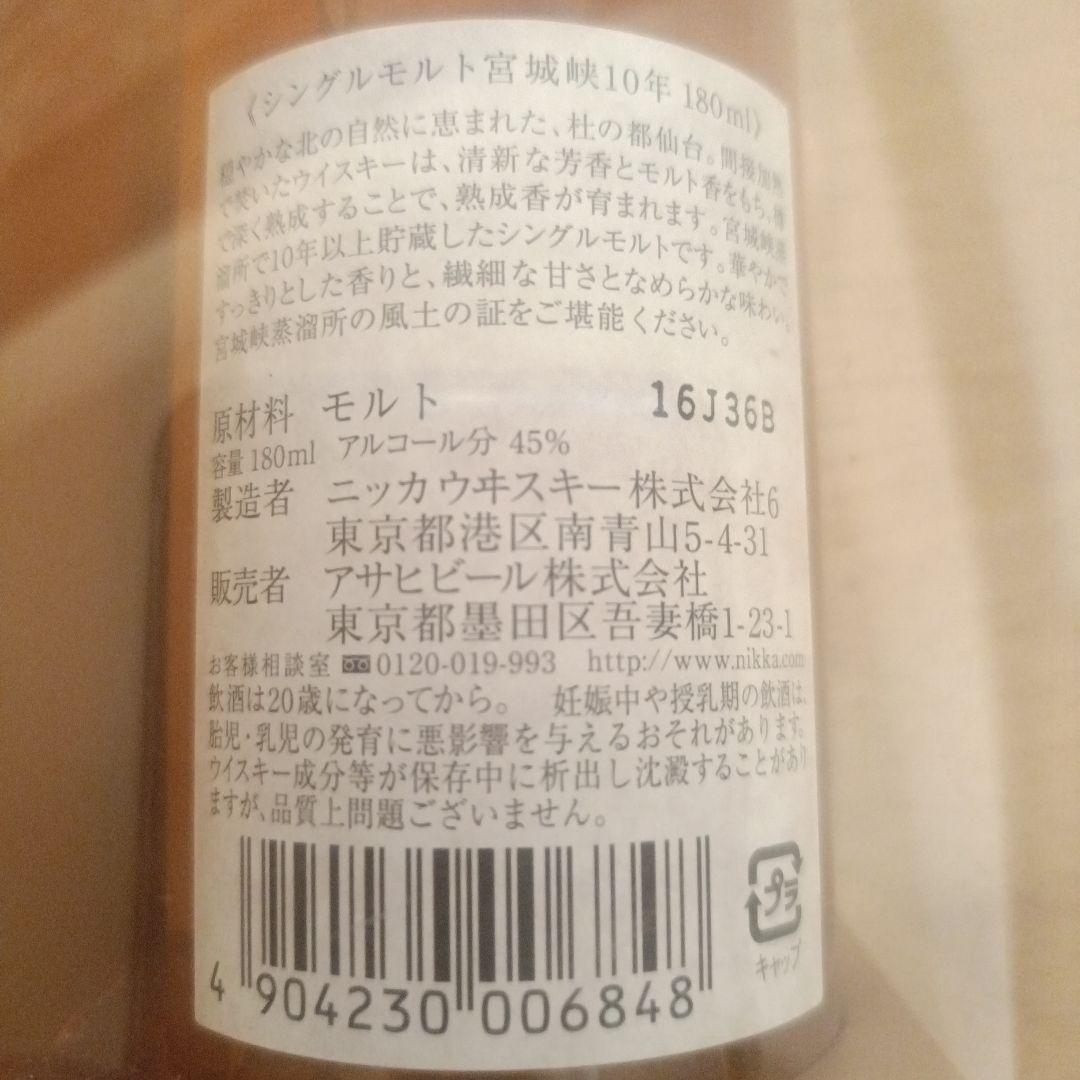 《シングルモルト宮城峡10年 180ml》
穏やかな北の自然に恵まれた、杜の都仙台。間接加熱
で焚いたウイスキーは、清新な芳香とモルト香をもち、樽
で深く熟成することで、熟成香が育まれます。宮城峡蒸
溜所で10年以上貯蔵したシングルモルトです。華やかで
すっきりとした香りと、繊細な甘さとなめらかな味わい。
宮城峡蒸溜所の風土の証をご堪能ください。
原材料 モルト 16J36B
容量 180ml アルコール分 45%
製造者 ニッカウヰスキー株式会社6
東京都港区南青山5-4-31
販売者 アサヒビール株式会社
東京都墨田区吾妻橋1-23-1
お客様相談室 0120-019-993 http://www.nikka.com
飲酒は20歳になってから。 妊娠中や授乳期の飲酒は、
胎児・乳児の発育に悪影響を与えるおそれがあります。
ウイスキー成分等が保存中に析出し沈澱することがあり
ますが、品質上問題ございません。
プラ
キャップ
4 904230 006848